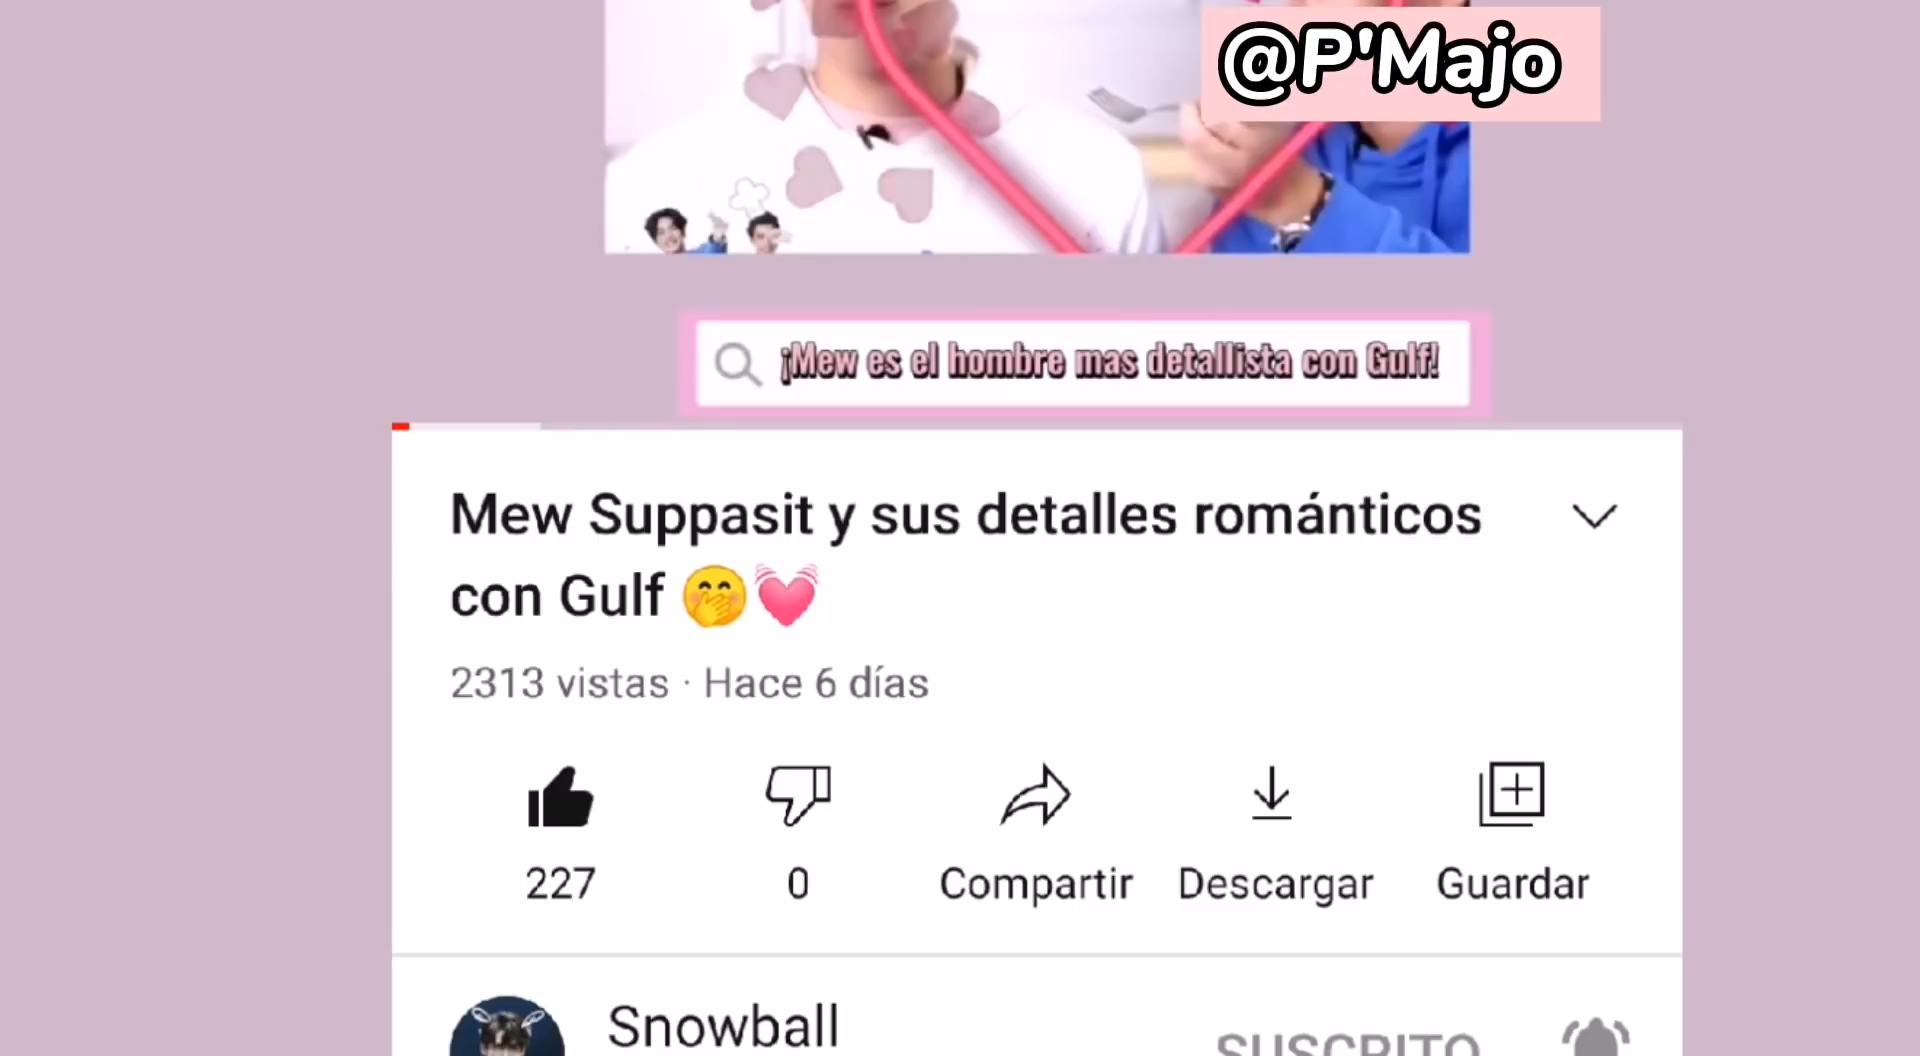 @P'Majo
¡Mew es el hombre mas detallista con Gulf!
Mew Suppasit y sus detalles románticos
con Gulf 🤭💓
2313 vistas · Hace 6 días
227
0
Compartir
Descargar
Guardar
Snowball
SUSCRITO